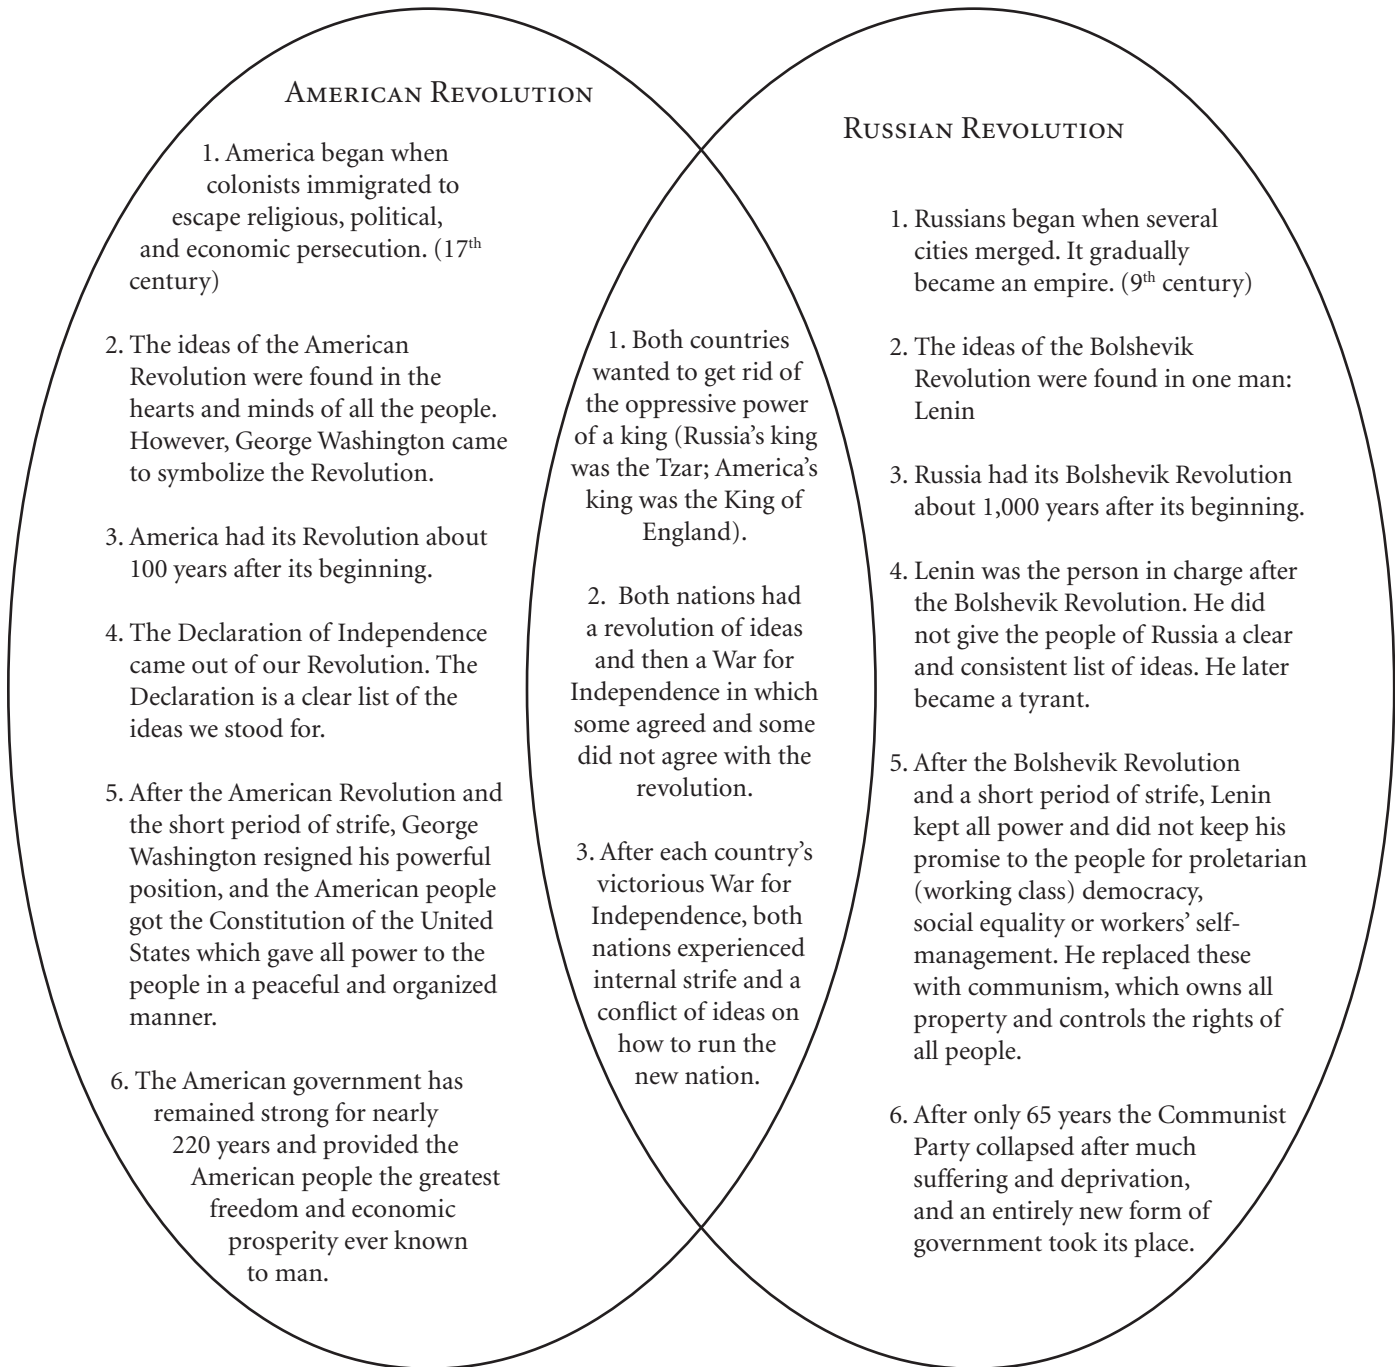 AMERICAN REVOLUTION
1. America began when
colonists immigrated to
escape religious, political,
and economic persecution. (17th
century)
2. The ideas of the American
Revolution were found in the
hearts and minds of all the people.
However, George Washington came
to symbolize the Revolution.
3. America had its Revolution about
100 years after its beginning.
4. The Declaration of Independence
came out of our Revolution. The
Declaration is a clear list of the
ideas we stood for.
5. After the American Revolution and
the short period of strife, George
Washington resigned his powerful
position, and the American people
got the Constitution of the United
States which gave all power to the
people in a peaceful and organized
manner.
6. The American government has
remained strong for nearly
220 years and provided the
American people the greatest
freedom and economic
prosperity ever known
to man.
1. Both countries
wanted to get rid of
the oppressive power
of a king (Russia's king
was the Tzar; America's
king was the King of
England).
2. Both nations had
a revolution of ideas
and then a War for
Independence in which
some agreed and some
did not agree with the
revolution.
3. After each country's
victorious War for
Independence, both
nations experienced
internal strife and a
conflict of ideas on
how to run the
new nation.
RUSSIAN REVOLUTION
1. Russians began when several
cities merged. It gradually
became an empire. (9th century)
2. The ideas of the Bolshevik
Revolution were found in one man:
Lenin
3. Russia had its Bolshevik Revolution
about 1,000 years after its beginning.
4. Lenin was the person in charge after
the Bolshevik Revolution. He did
not give the people of Russia a clear
and consistent list of ideas. He later
became a tyrant.
5. After the Bolshevik Revolution
and a short period of strife, Lenin
kept all power and did not keep his
promise to the people for proletarian
(working class) democracy,
social equality or workers' self-
management. He replaced these
with communism, which owns all
property and controls the rights of
all people.
6. After only 65 years the Communist
Party collapsed after much
suffering and deprivation,
and an entirely new form of
government took its place.